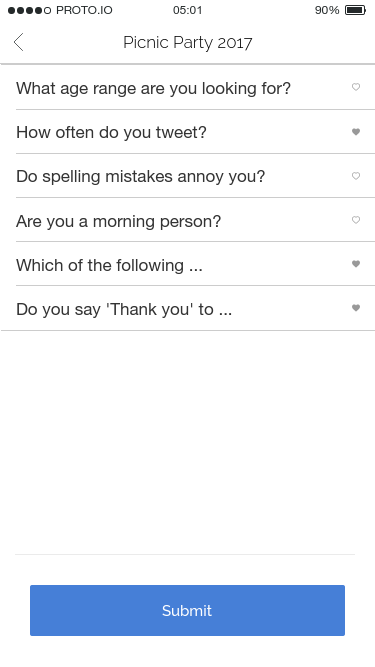 PROTO.IO 05:01 90%
Picnic Party 2017
What age range are you looking for?
How often do you tweet?
Do spelling mistakes annoy you?
Are you a morning person?
Which of the following ...
Do you say 'Thank you' to ...
Submit